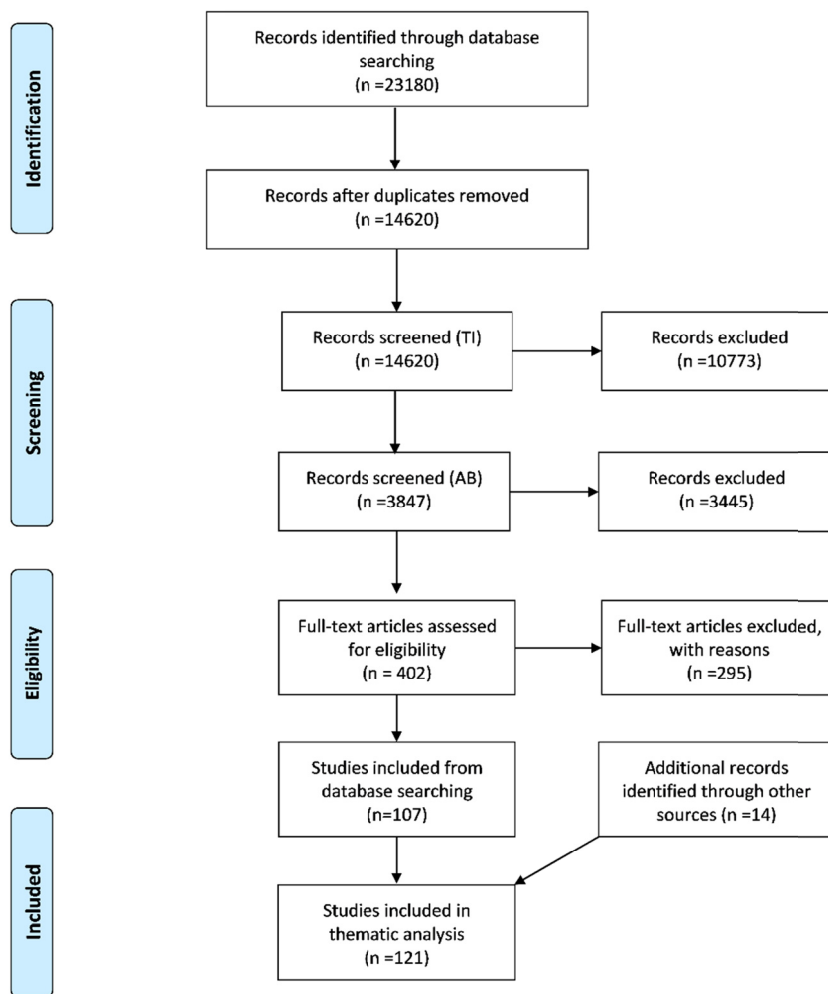 Identification
Records identified through database
searching
(n =23180)
Records after duplicates removed
(n =14620)
Screening
Records screened (TI)
(n =14620)
Records excluded
(n =10773)
Records screened (AB)
(n =3847)
Records excluded
(n =3445)
Eligibility
Full-text articles assessed
for eligibility
(n = 402)
Full-text articles excluded,
with reasons
(n =295)
Studies included from
database searching
(n=107)
Additional records
identified through other
sources (n =14)
Included
Studies included in
thematic analysis
(n =121)